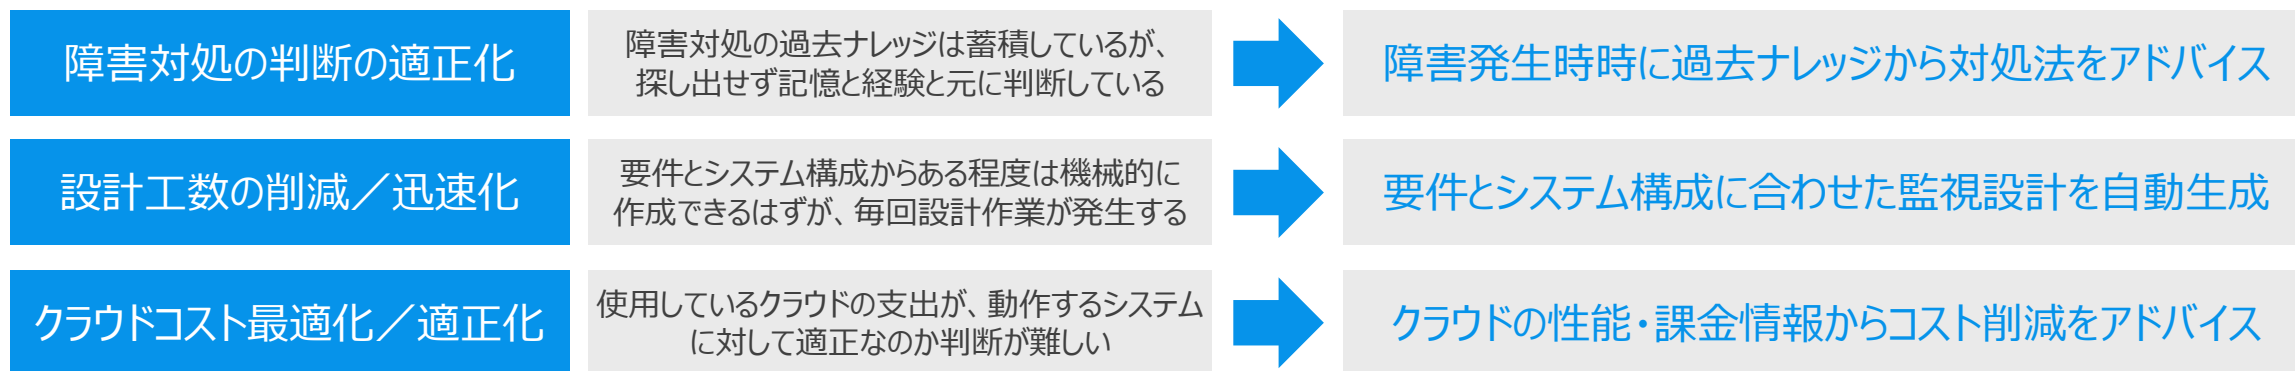 障害対処の判断の適正化
障害対処の過去ナレッジは蓄積しているが、
探し出せず記憶と経験と元に判断している
障害発生時時に過去ナレッジから対処法をアドバイス
設計工数の削減／迅速化
要件とシステム構成からある程度は機械的に
作成できるはずが、毎回設計作業が発生する
要件とシステム構成に合わせた監視設計を自動生成
クラウドコスト最適化／適正化
使用しているクラウドの支出が、動作するシステム
に対して適正なのか判断が難しい
クラウドの性能・課金情報からコスト削減をアドバイス